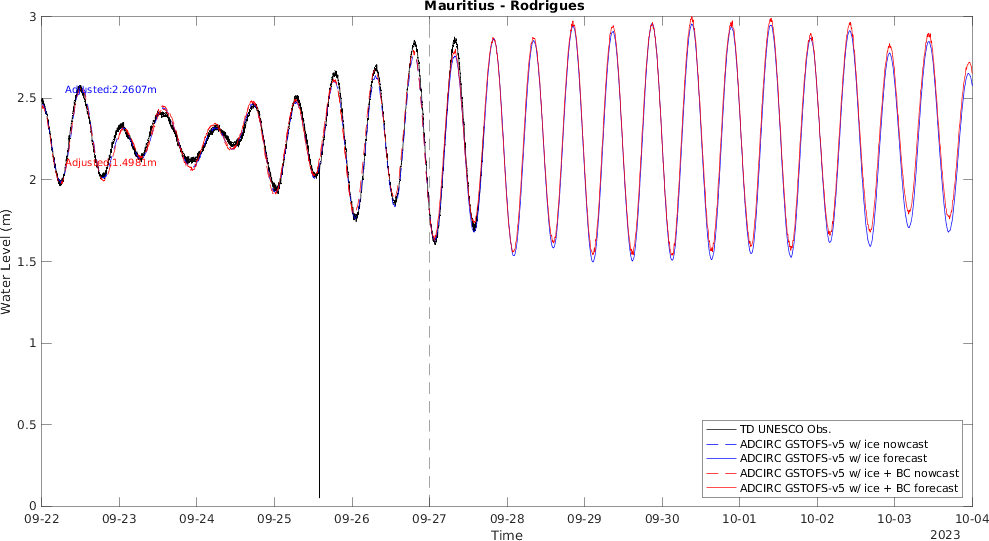 Mauritius - Rodrigues
Water Level (m)
3
2.5
2
1.5
1
0.5
0
Adjusted:2.2607m
Adjusted:1.4981m
TD UNESCO Obs.
ADCIRC GSTOFS-v5 w/ ice nowcast
ADCIRC GSTOFS-v5 w/ ice forecast
ADCIRC GSTOFS-v5 w/ ice + BC nowcast
ADCIRC GSTOFS-v5 w/ ice + BC forecast
09-22 09-23 09-24 09-25 09-26 09-27 09-28 09-29 09-30 10-01 10-02 10-03 10-04
Time
2023